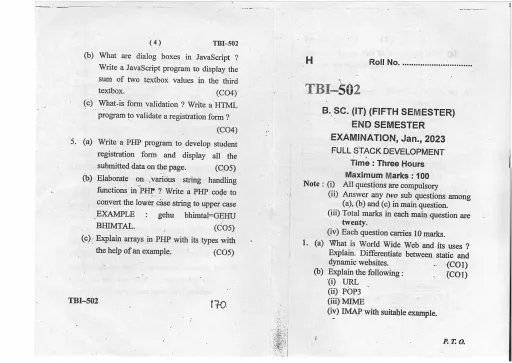 ( 4 ) TBI-502
(b) What are dialog boxes in JavaScript ?
Write a JavaScript program to display the
sum of two textbox values in the third
textbox. (CO4)
(c) What is form validation ? Write a HTML
program to validate a registration form ?
(CO4)
5. (a) Write a PHP program to develop student
registration form and display all the
submitted data on the page. (CO5)
(b) Elaborate on various string handling
functions in PHP ? Write a PHP code to
convert the lower case string to upper case
EXAMPLE : gehu bhimtal=GEHU
BHIMTAL. (CO5)
(c) Explain arrays in PHP with its types with
the help of an example. (CO5)
TBI-502 170
H Roll No. ..........................
TBI-502
B. SC. (IT) (FIFTH SEMESTER)
END SEMESTER
EXAMINATION, Jan., 2023
FULL STACK DEVELOPMENT
Time : Three Hours
Maximum Marks : 100
Note : (i) All questions are compulsory
(ii) Answer any two sub questions among
(a), (b) and (c) in main question.
(iii) Total marks in each main question are
twenty.
(iv) Each question carries 10 marks.
1. (a) What is World Wide Web and its uses ?
Explain. Differentiate between static and
dynamic websites. (CO1)
(b) Explain the following : (CO1)
(i) URL
(ii) POP3
(iii) MIME
(iv) IMAP with suitable example.
P. T. O.